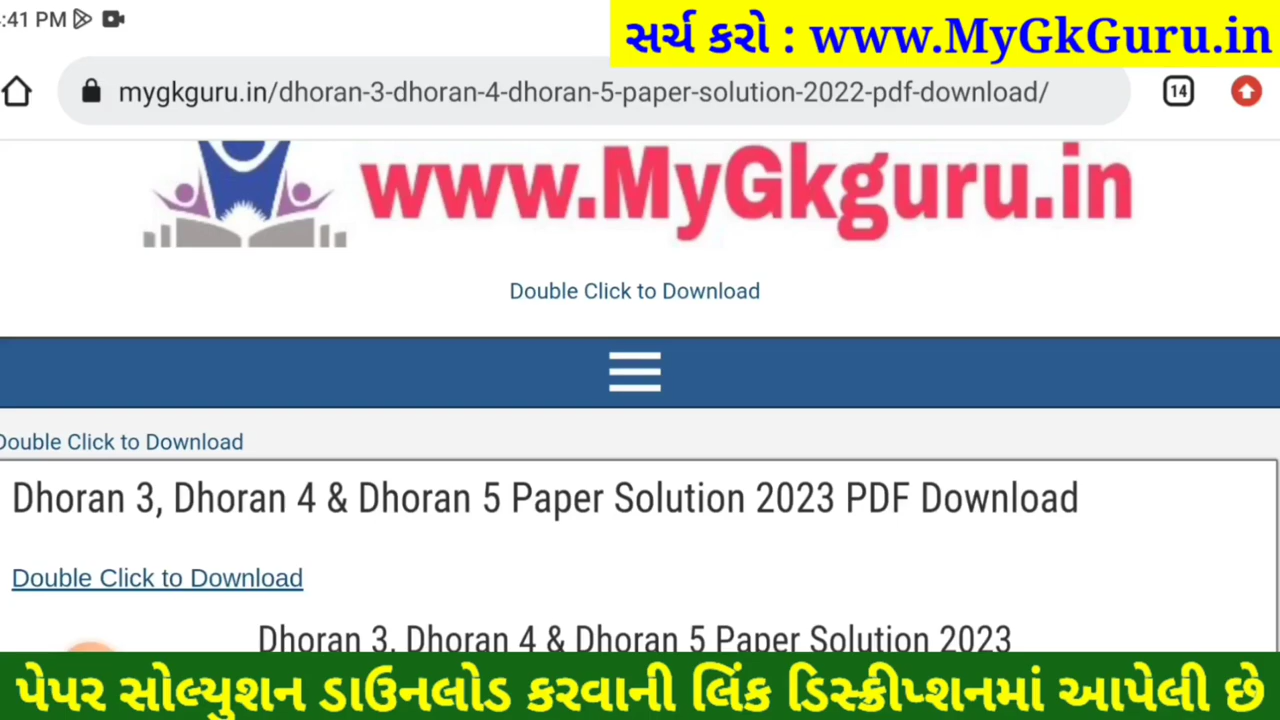 :41 PM
સર્ચ કરો : www.MyGkGuru.in
mygkguru.in/dhoran-3-dhoran-4-dhoran-5-paper-solution-2022-pdf-download/
14
www.MyGkguru.in
Double Click to Download
Double Click to Download
Dhoran 3, Dhoran 4 & Dhoran 5 Paper Solution 2023 PDF Download
Double Click to Download
Dhoran 3, Dhoran 4 & Dhoran 5 Paper Solution 2023
પેપર સોલ્યુશન ડાઉનલોડ કરવાની લિંક ડિસ્ક્રીપ્શનમાં આપેલી છે